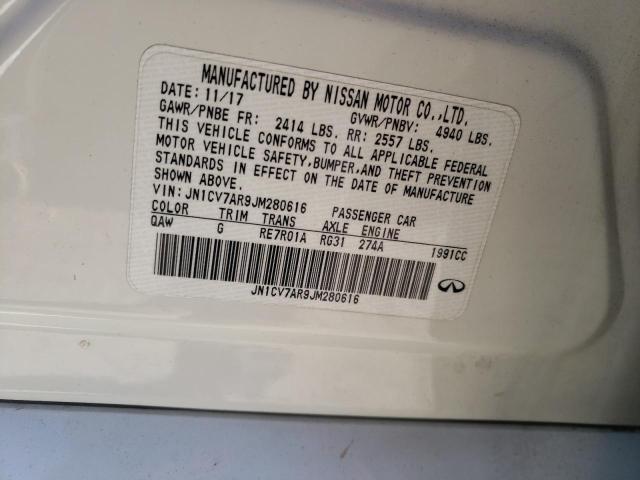 MANUFACTURED BY NISSAN MOTOR CO.,LTD.
DATE: 11/17 GVWR/PNBV: 4940 LBS.
GAWR/PNBE FR: 2414 LBS. RR: 2557 LBS.
THIS VEHICLE CONFORMS TO ALL APPLICABLE FEDERAL
MOTOR VEHICLE SAFETY,BUMPER,AND THEFT PREVENTION
STANDARDS IN EFFECT ON THE DATE OF MANUFACTURE
SHOWN ABOVE.
VIN: JN1CV7AR9JM280616 PASSENGER CAR
COLOR TRIM TRANS AXLE ENGINE
QAW G RE7R01A RG31 274A 1991CC
JN1CV7AR9JM280616